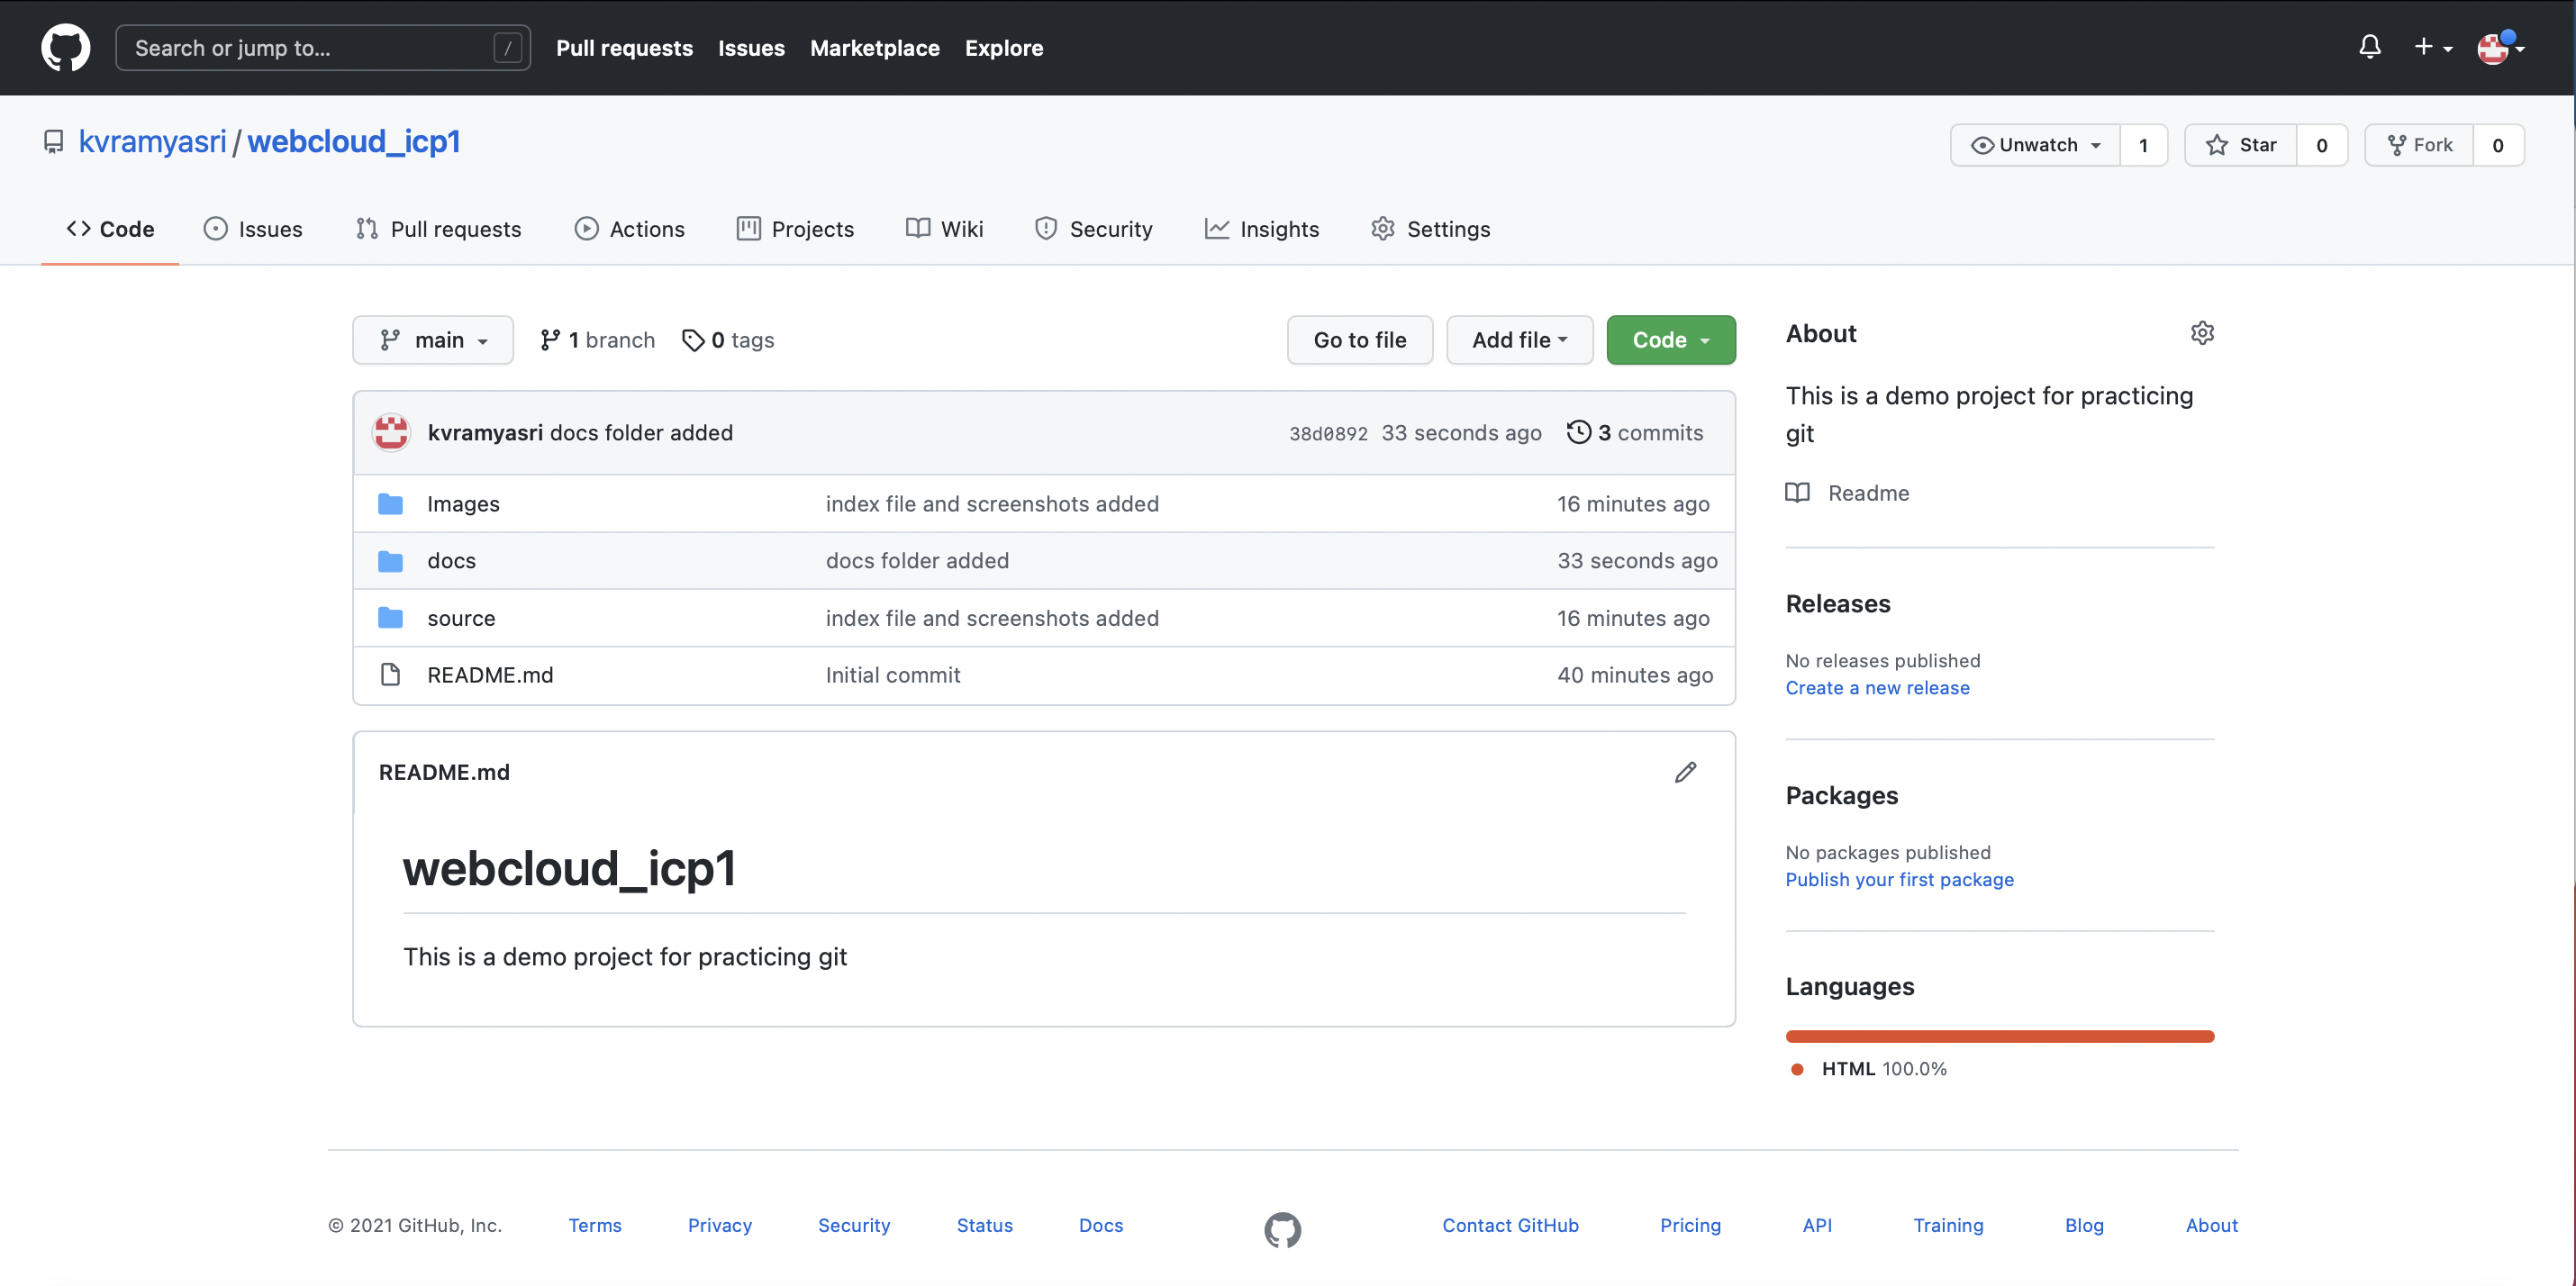 Search or jump to... /
Pull requests Issues Marketplace Explore
kvramyasri / webcloud_icp1
Unwatch 1 Star 0 Fork 0
Code Issues Pull requests Actions Projects Wiki Security Insights Settings
main 1 branch 0 tags Go to file Add file Code
kvramyasri docs folder added 38d0892 33 seconds ago 3 commits
Images index file and screenshots added 16 minutes ago
docs docs folder added 33 seconds ago
source index file and screenshots added 16 minutes ago
README.md Initial commit 40 minutes ago
README.md
webcloud_icp1
This is a demo project for practicing git
About
This is a demo project for practicing
git
Readme
Releases
No releases published
Create a new release
Packages
No packages published
Publish your first package
Languages
HTML 100.0%
© 2021 GitHub, Inc. Terms Privacy Security Status Docs Contact GitHub Pricing API Training Blog About